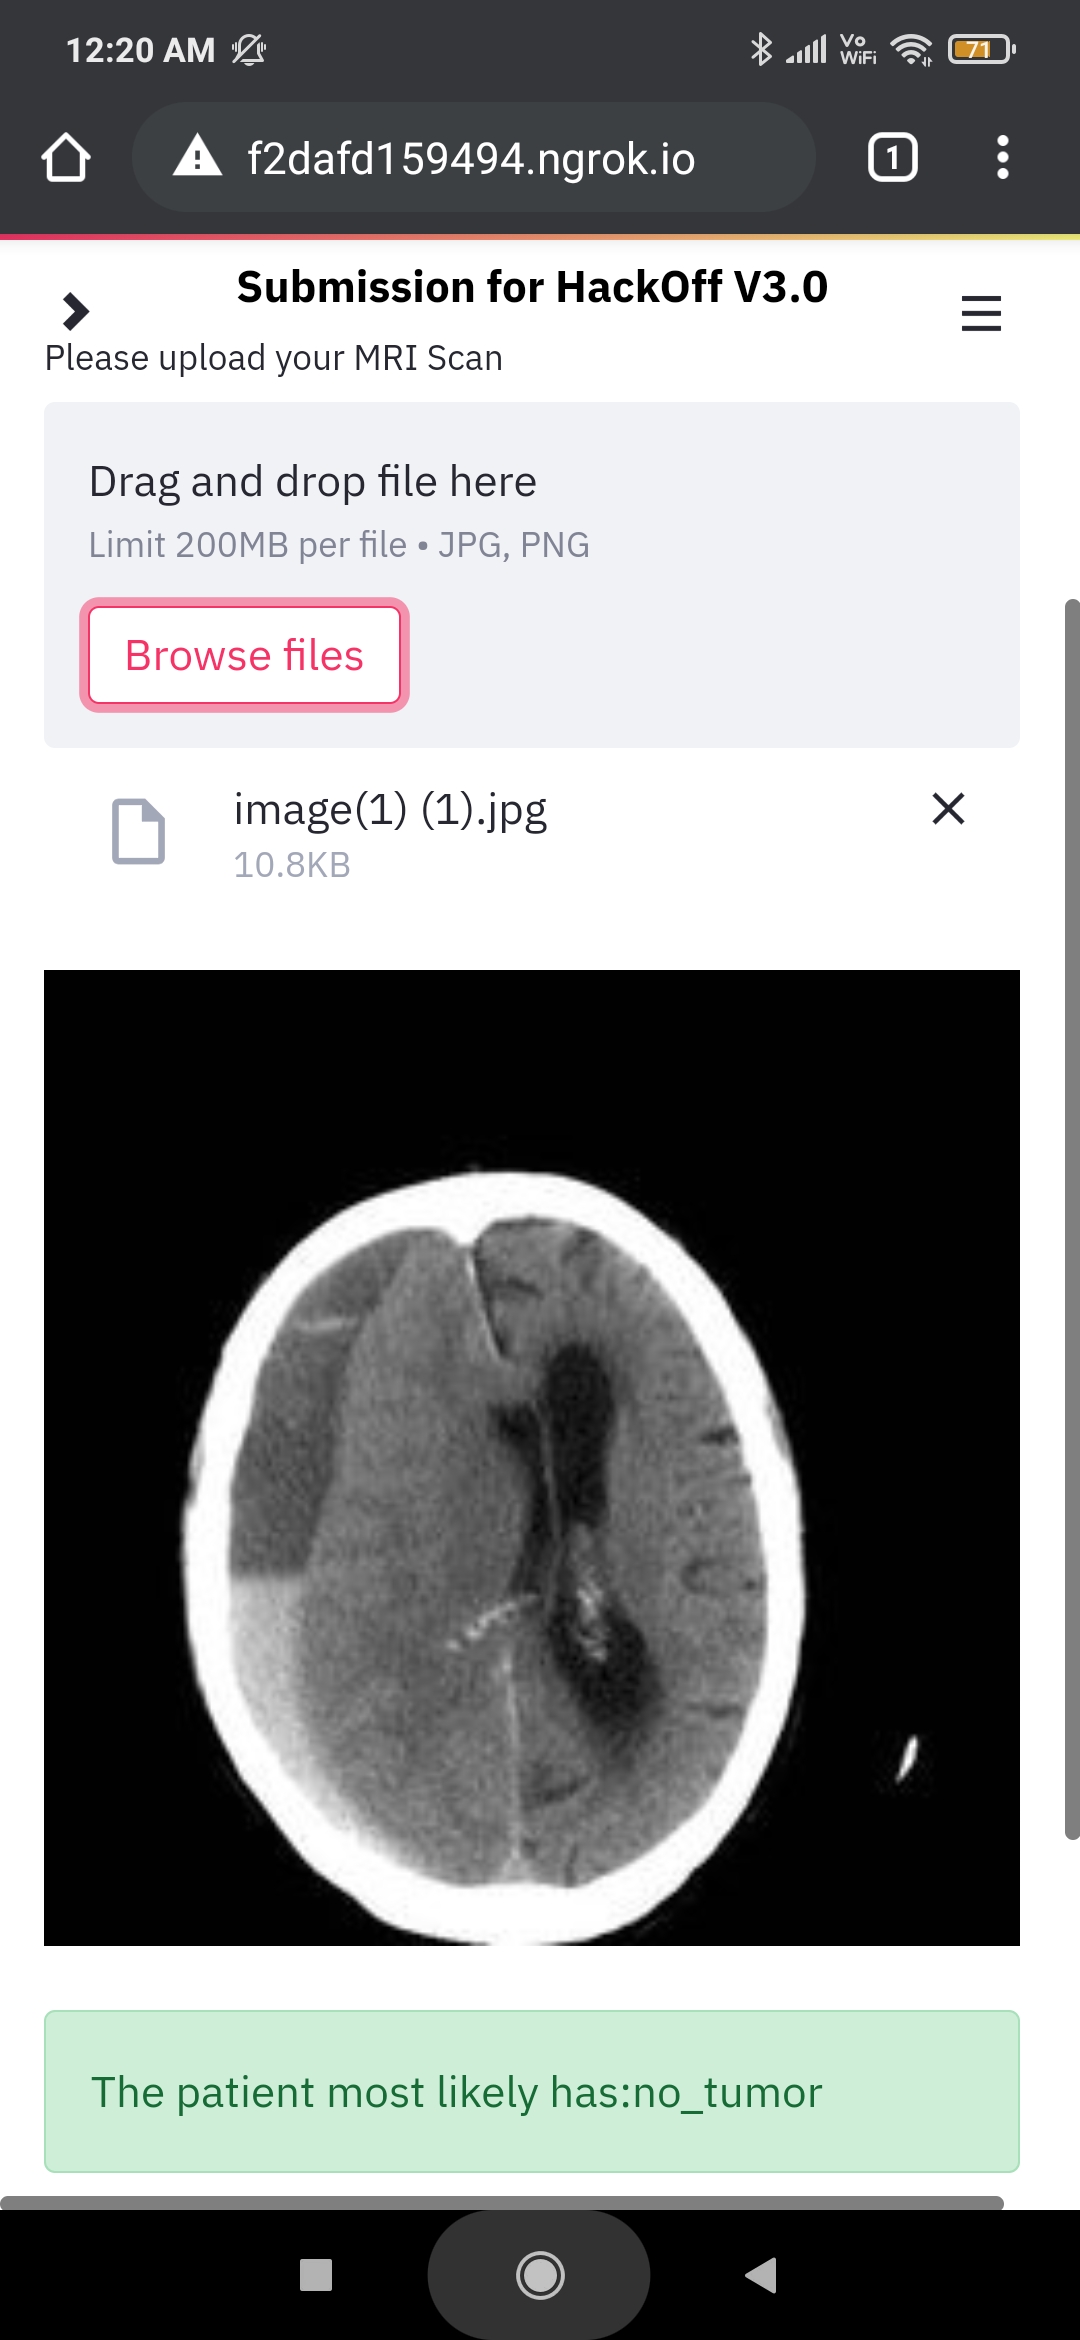 12:20 AM
Vo
WiFi
71
f2dafd159494.ngrok.io
1
Submission for HackOff V3.0
Please upload your MRI Scan
Drag and drop file here
Limit 200MB per file • JPG, PNG
Browse files
image(1) (1).jpg
10.8KB
The patient most likely has:no_tumor